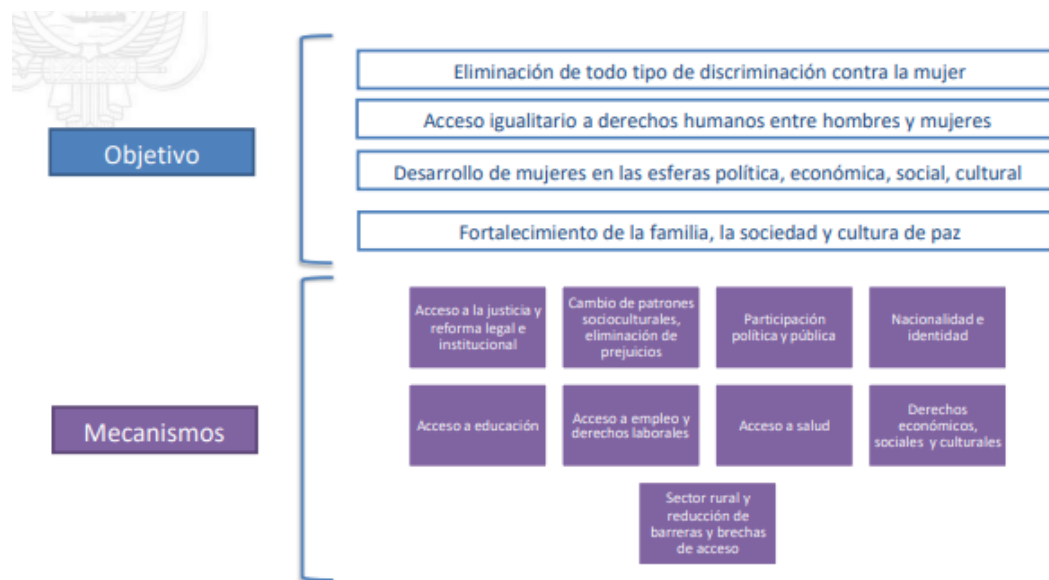 Objetivo
Eliminación de todo tipo de discriminación contra la mujer
Acceso igualitario a derechos humanos entre hombres y mujeres
Desarrollo de mujeres en las esferas política, económica, social, cultural
Fortalecimiento de la familia, la sociedad y cultura de paz
Mecanismos
Acceso a la justicia y
reforma legal e
institucional
Cambio de patrones
socioculturales,
eliminación de
prejuicios
Participación
política y pública
Nacionalidad e
identidad
Acceso a educación
Acceso a empleo y
derechos laborales
Acceso a salud
Derechos
económicos,
sociales y culturales
Sector rural y
reducción de
barreras y brechas
de acceso